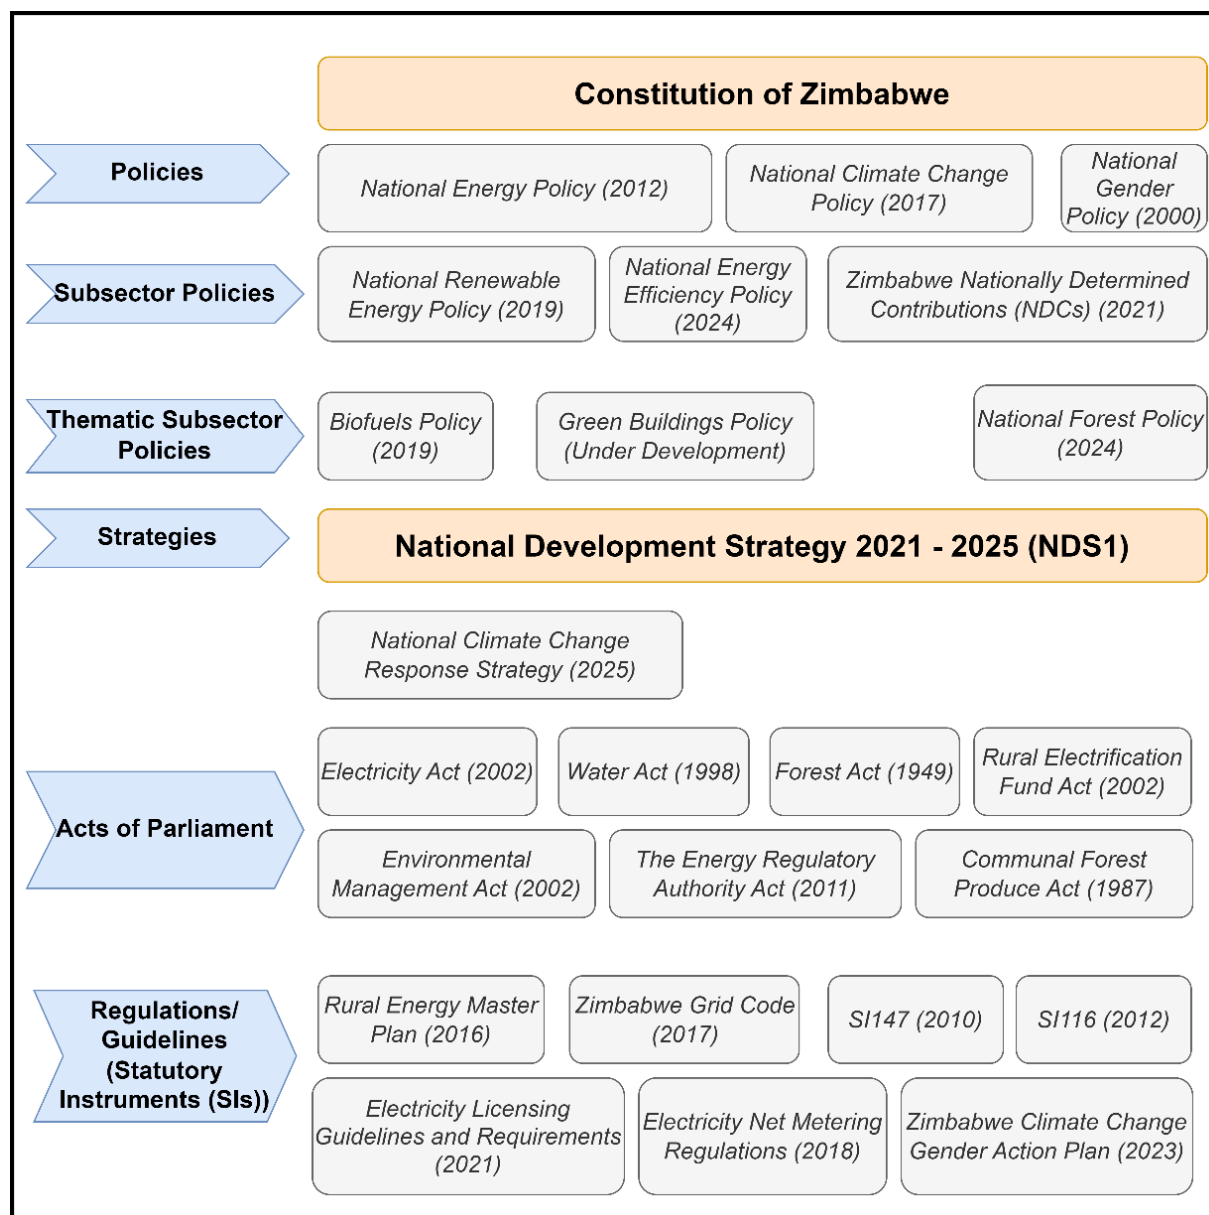 Constitution of Zimbabwe
Policies
National Energy Policy (2012)
National Climate Change
Policy (2017)
National
Gender
Policy (2000)
Subsector Policies
National Renewable
Energy Policy (2019)
National Energy
Efficiency Policy
(2024)
Zimbabwe Nationally Determined
Contributions (NDCs) (2021)
Thematic Subsector
Policies
Biofuels Policy
(2019)
Green Buildings Policy
(Under Development)
National Forest Policy
(2024)
Strategies
National Development Strategy 2021 - 2025 (NDS1)
National Climate Change
Response Strategy (2025)
Acts of Parliament
Electricity Act (2002)
Water Act (1998)
Forest Act (1949)
Rural Electrification
Fund Act (2002)
Environmental
Management Act (2002)
The Energy Regulatory
Authority Act (2011)
Communal Forest
Produce Act (1987)
Regulations/
Guidelines
(Statutory
Instruments (SIs))
Rural Energy Master
Plan (2016)
Zimbabwe Grid Code
(2017)
SI147 (2010)
SI116 (2012)
Electricity Licensing
Guidelines and Requirements
(2021)
Electricity Net Metering
Regulations (2018)
Zimbabwe Climate Change
Gender Action Plan (2023)